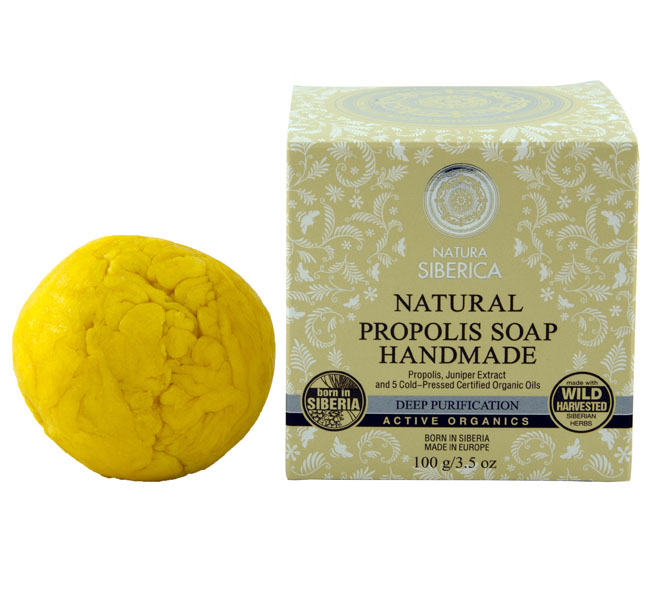 NATURA
SIBERICA
NATURAL
PROPOLIS SOAP
HANDMADE
Propolis, Juniper Extract
and 5 Cold-Pressed Certified Organic Oils
born in
SIBERIA
made with
WILD
HARVESTED
SIBERIAN
HERBS
DEEP PURIFICATION
ACTIVE ORGANICS
BORN IN SIBERIA
MADE IN EUROPE
100 g/3.5 oz